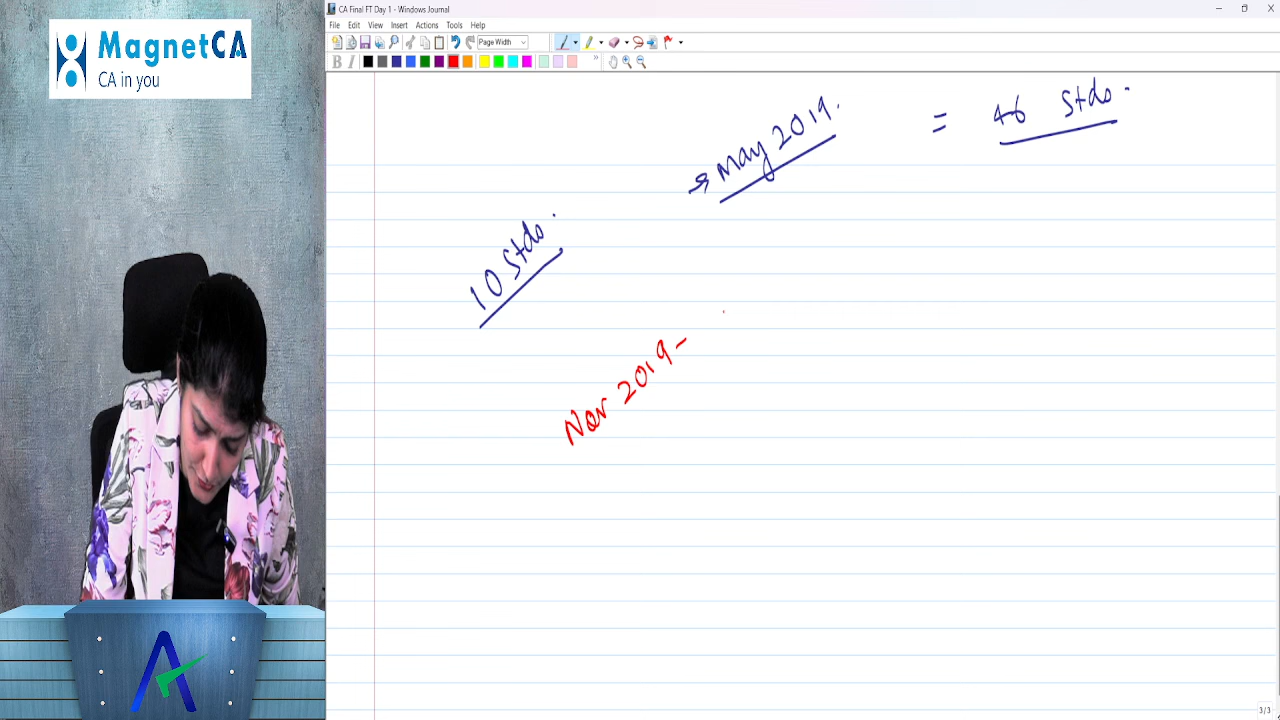 CA Final FT Day 1 - Windows Journal
File Edit View Insert Actions Tools Help
Page Width
B I
MagnetCA
CA in you
→ May 2019. = 46 Stds.
10 Stds.
Nov 2019 -
3/3